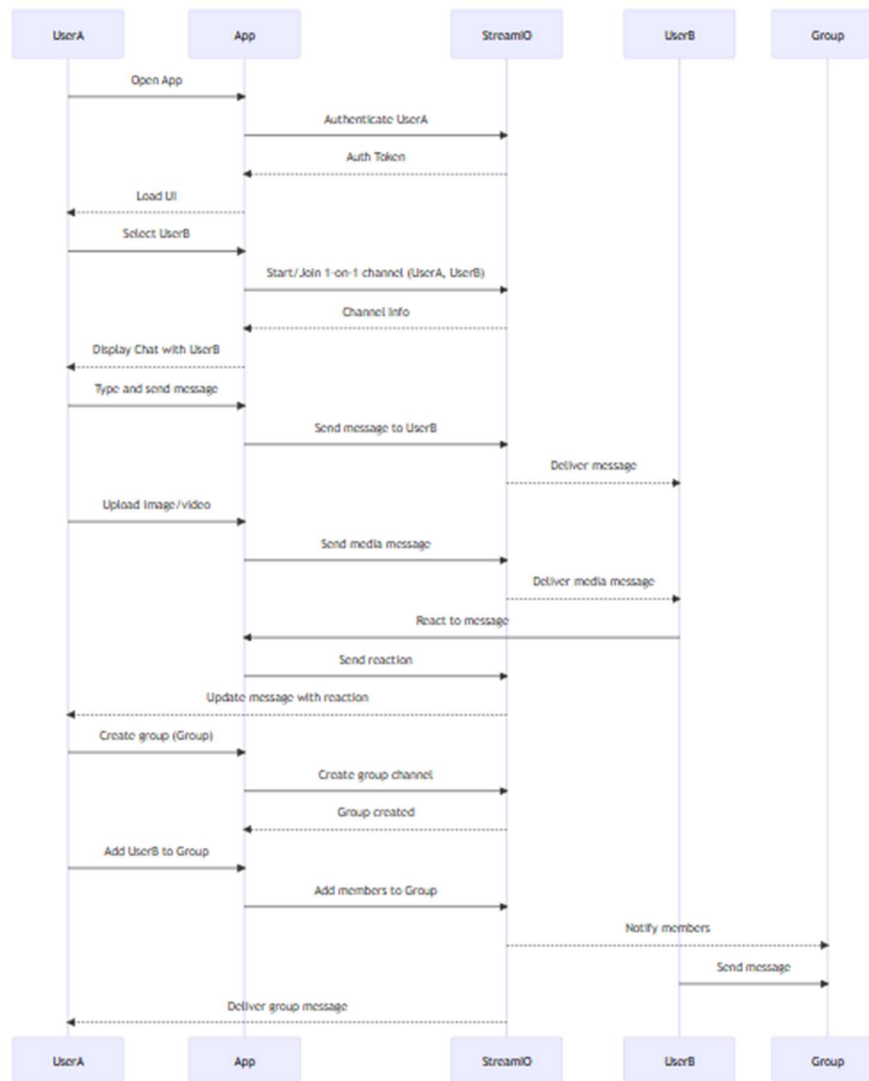 UserA
App
StreamIO
UserB
Group
Open App
Authenticate UserA
Auth Token
Load UI
Select UserB
Start/Join 1-on-1 channel (UserA, UserB)
Channel Info
Display Chat with UserB
Type and send message
Send message to UserB
Deliver message
Upload image/video
Send media message
Deliver media message
React to message
Send reaction
Update message with reaction
Create group (Group)
Create group channel
Group created
Add UserB to Group
Add members to Group
Notify members
Send message
Deliver group message
UserA
App
StreamIO
UserB
Group